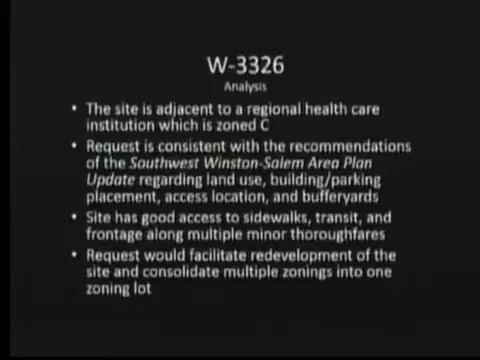 W-3326
Analysis
• The site is adjacent to a regional health care
institution which is zoned C
• Request is consistent with the recommendations
of the Southwest Winston-Salem Area Plan
Update regarding land use, building/parking
placement, access location, and bufferyards
• Site has good access to sidewalks, transit, and
frontage along multiple minor thoroughfares
• Request would facilitate redevelopment of the
site and consolidate multiple zonings into one
zoning lot